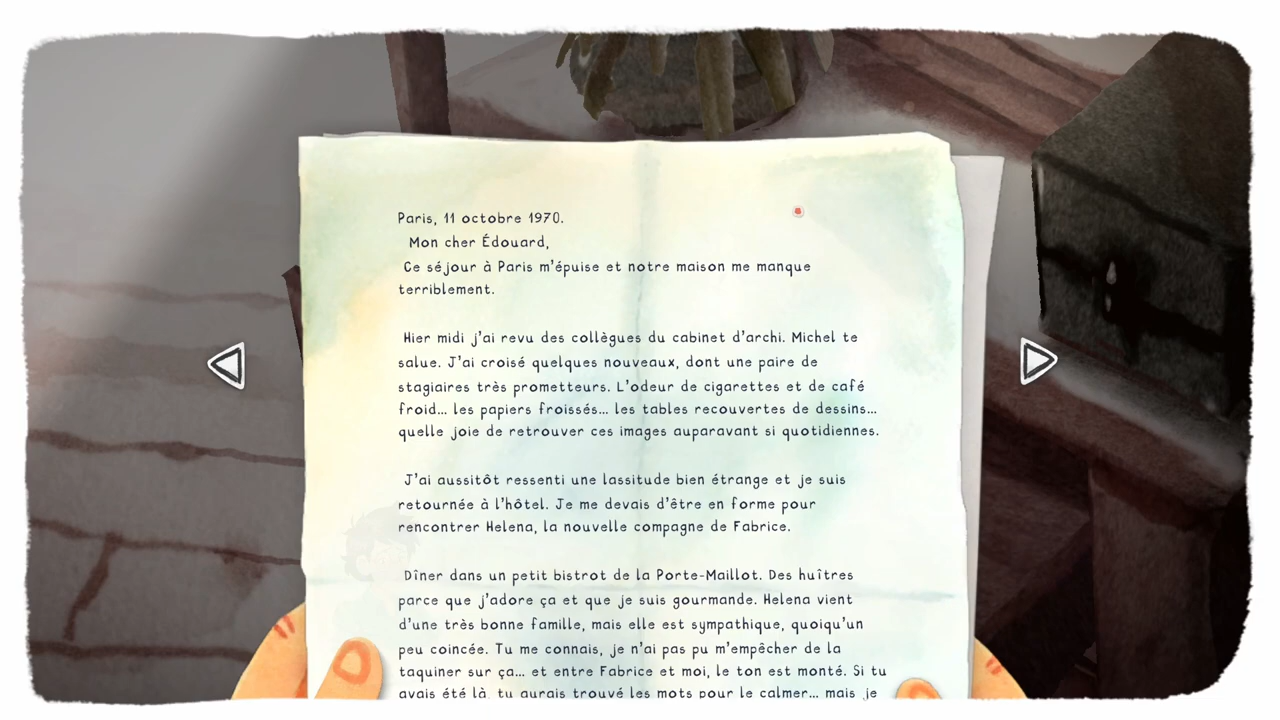 Paris, 11 octobre 1970.
Mon cher Édouard,
Ce séjour à Paris m'épuise et notre maison me manque
terriblement.
Hier midi j'ai revu des collègues du cabinet d'archi. Michel te
salue. J'ai croisé quelques nouveaux, dont une paire de
stagiaires très prometteurs. L'odeur de cigarettes et de café
froid... les papiers froissés... les tables recouvertes de dessins...
quelle joie de retrouver ces images auparavant si quotidiennes.
J'ai aussitôt ressenti une lassitude bien étrange et je suis
retournée à l'hôtel. Je me devais d'être en forme pour
rencontrer Helena, la nouvelle compagne de Fabrice.
Dîner dans un petit bistrot de la Porte-Maillot. Des huîtres
parce que j'adore ça et que je suis gourmande. Helena vient
d'une très bonne famille, mais elle est sympathique, quoiqu'un
peu coincée. Tu me connais, je n'ai pas pu m'empêcher de la
taquiner sur ça... et entre Fabrice et moi, le ton est monté. Si tu
avais été là, tu aurais trouvé les mots pour le calmer... mais je